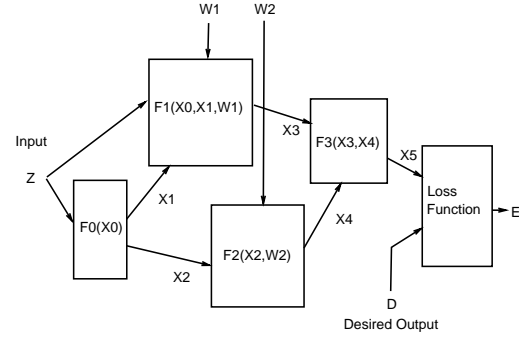 W1
W2
F1(X0,X1,W1)
X3
F3(X3,X4)
Input
X5
Z
X1
Loss
Function
F0(X0)
E
X4
F2(X2,W2)
X2
D
Desired Output